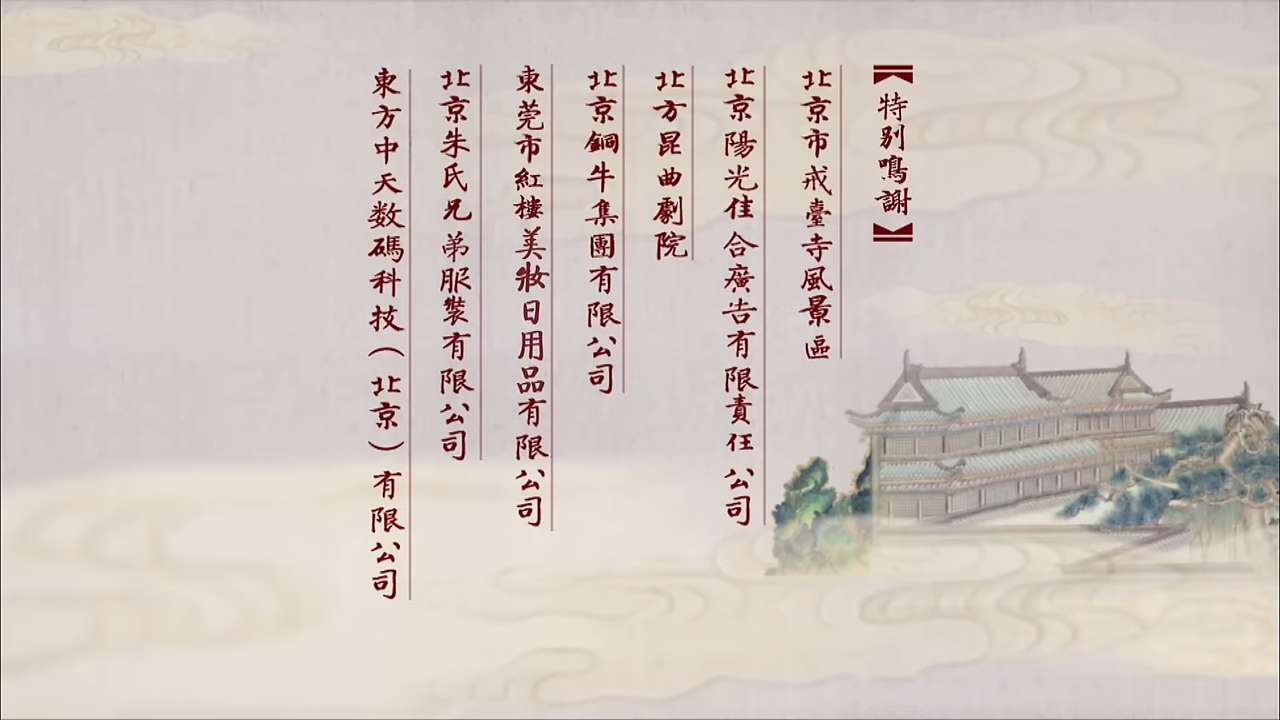 【特别鳴謝】
北京市戒臺寺風景區
北京陽光佳合廣告有限責任公司
北方昆曲劇院
北京銅牛集團有限公司
東莞市紅樓美妝日用品有限公司
北京朱氏兄弟服裝有限公司
東方中天数碼科技（北京）有限公司